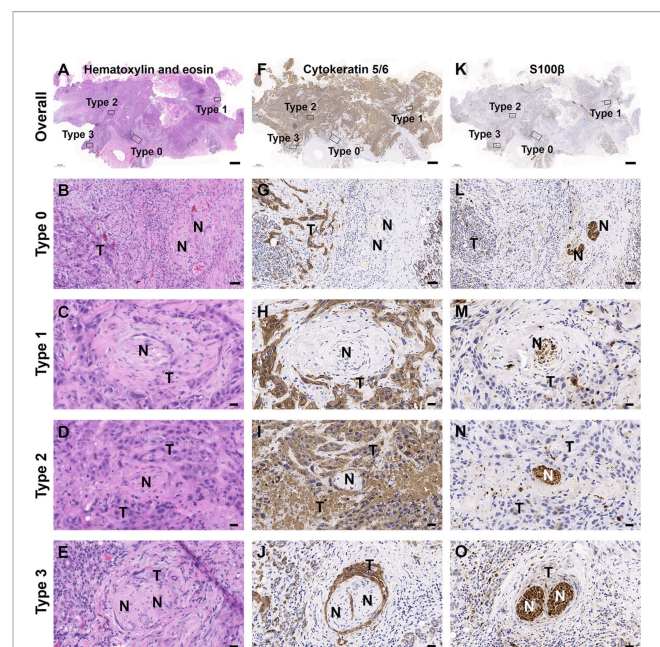 A Hematoxylin and eosin
F Cytokeratin 5/6
K S100β
Overall
Type 2
Type 1
Type 3
Type 0
Type 2
Type 1
Type 3
Type 0
Type 2
Type 1
Type 3
Type 0
Type 0
B
T
N
N
G
T
N
N
L
T
N
N
Type 1
C
N
T
H
N
T
M
N
T
Type 2
D
T
N
T
I
T
N
T
N
T
N
T
Type 3
E
T
N
N
J
T
N
N
O
T
N
N